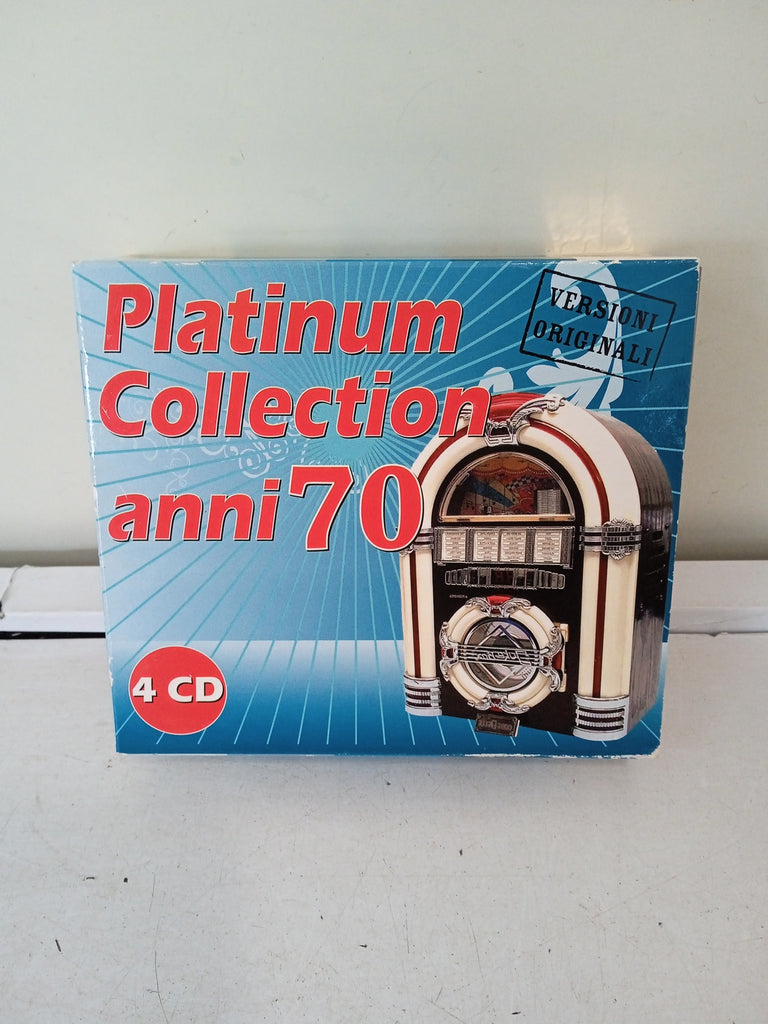 Platinum
Collection
anni 70
VERSIONI
ORIGINALI
4 CD